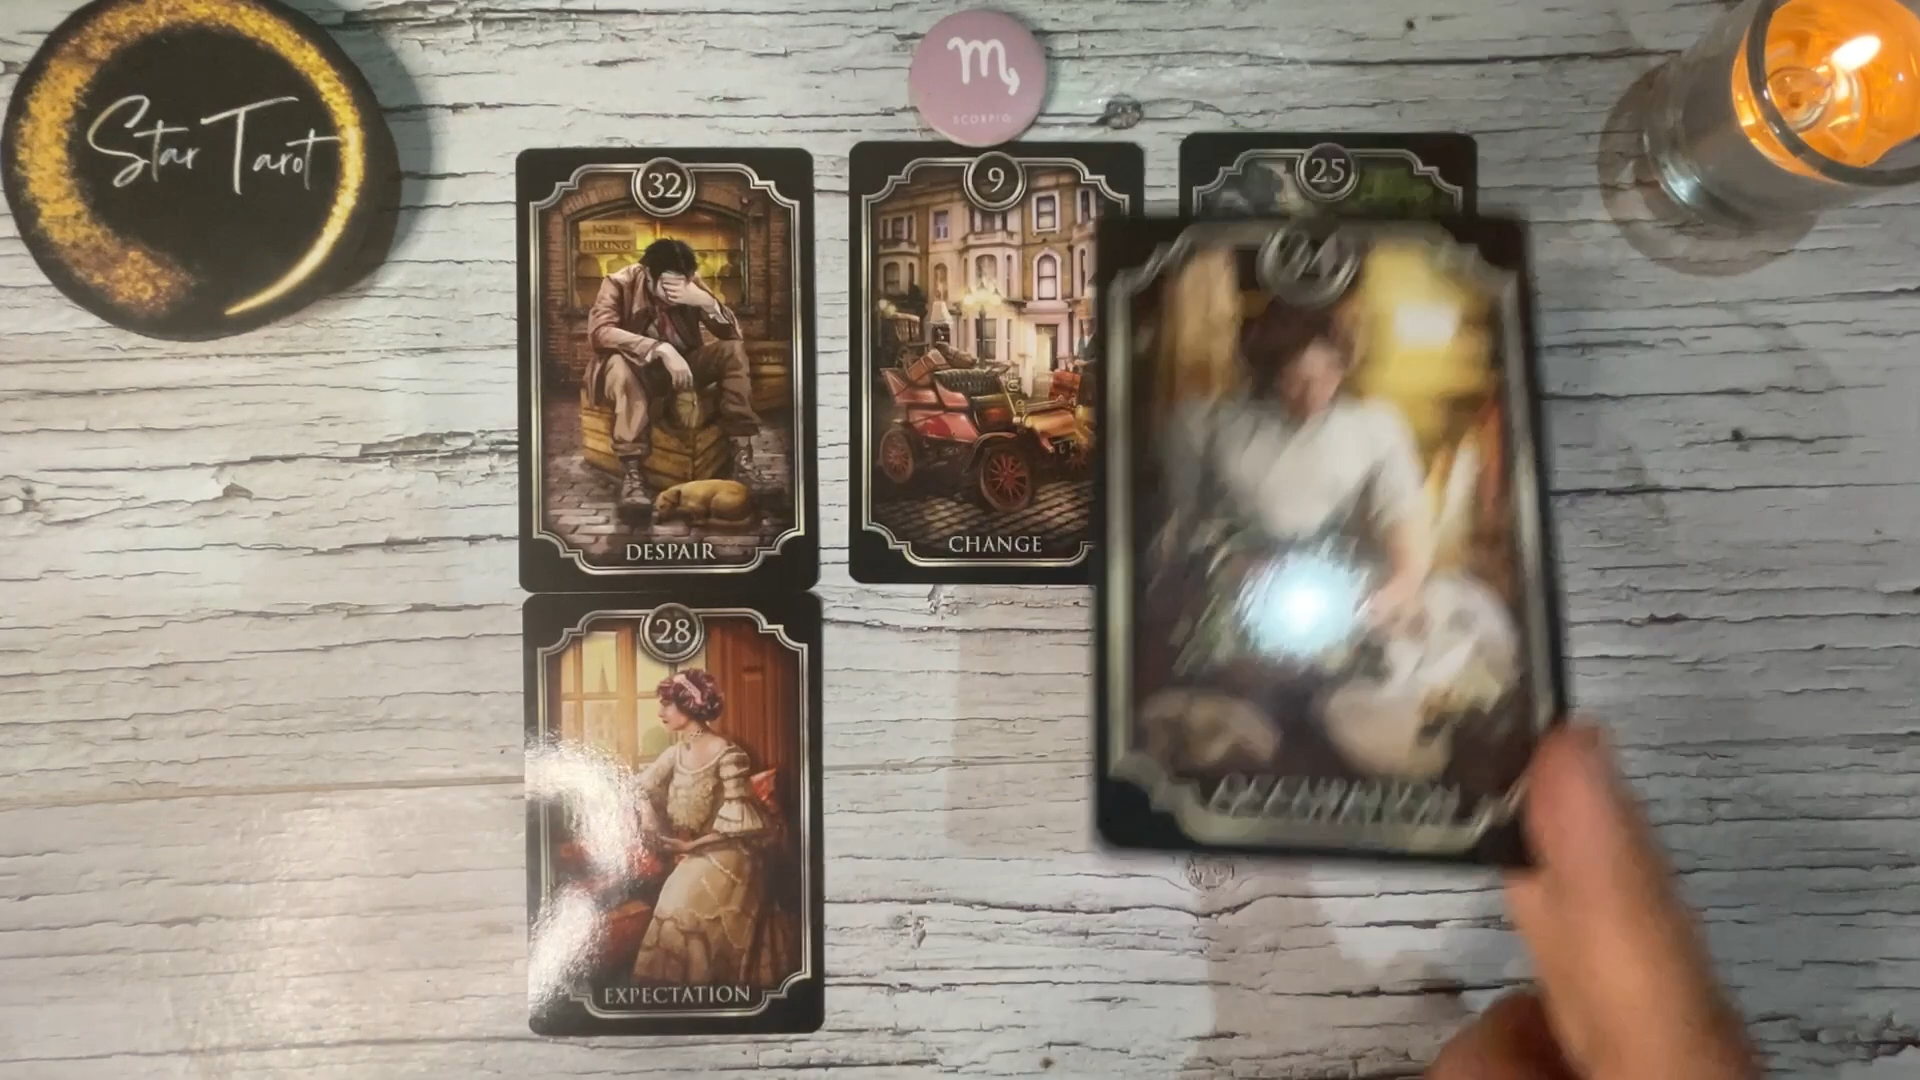 Star Tarot
SCORPIO
32
NOT
HIRING
DESPAIR
9
CHANGE
25
28
EXPECTATION